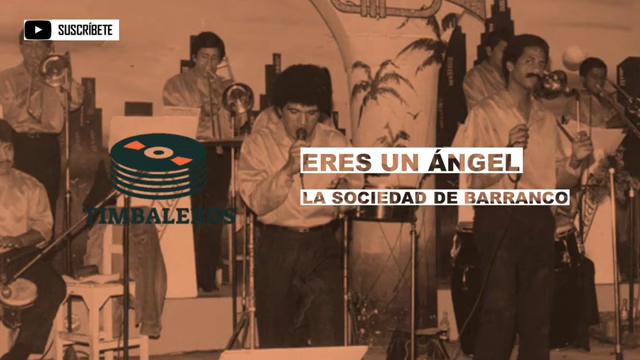 SUSCRÍBETE
ERES UN ÁNGEL
LA SOCIEDAD DE BARRANCO
TIMBALEROS